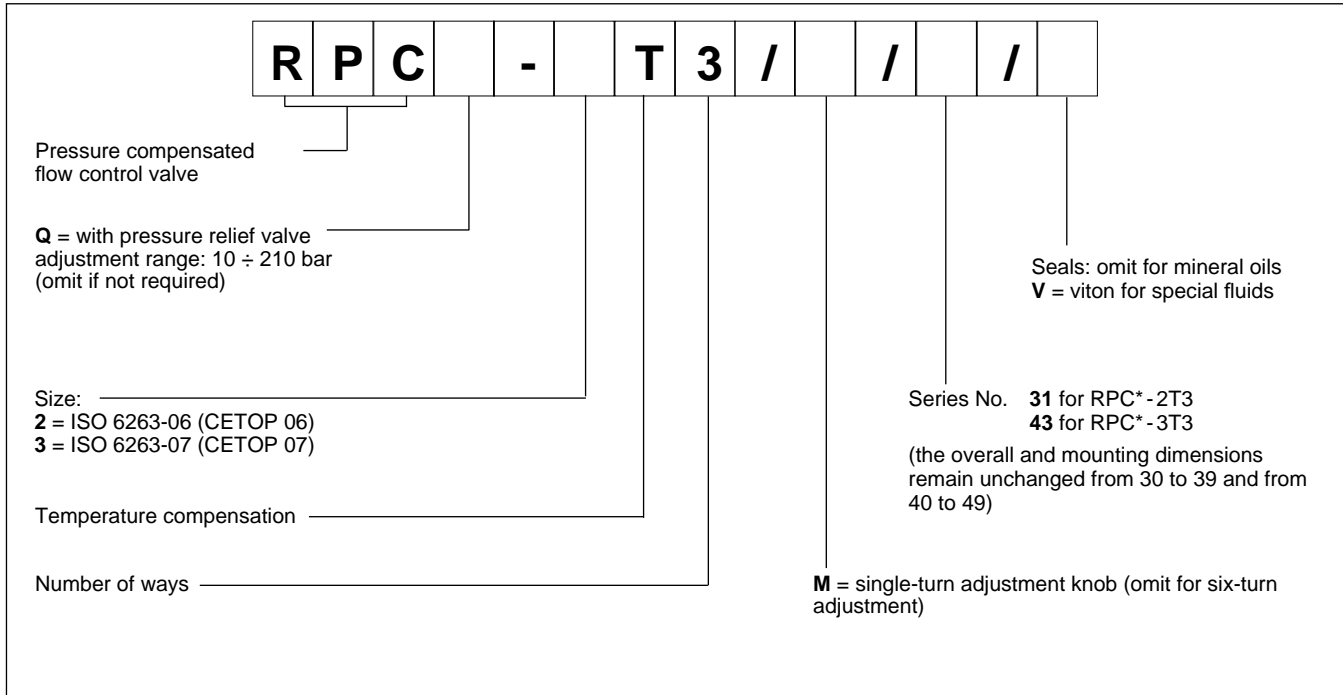 R P C - T 3 / / /
Pressure compensated
flow control valve
Q = with pressure relief valve
adjustment range: 10 ÷ 210 bar
(omit if not required)
Seals: omit for mineral oils
V = viton for special fluids
Size:
2 = ISO 6263-06 (CETOP 06)
3 = ISO 6263-07 (CETOP 07)
Series No. 31 for RPC*-2T3
43 for RPC*-3T3
(the overall and mounting dimensions
remain unchanged from 30 to 39 and from
40 to 49)
Temperature compensation
Number of ways
M = single-turn adjustment knob (omit for six-turn
adjustment)